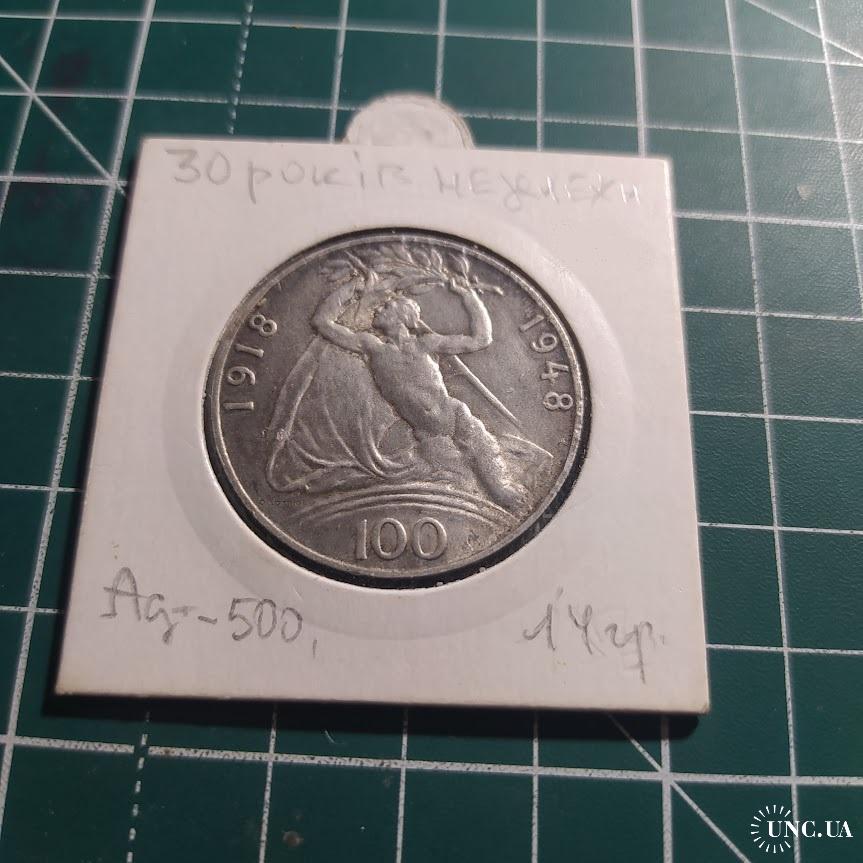 30 років незалежн
1918
1948
100
Ag--500,
14гр.
UNC.UA